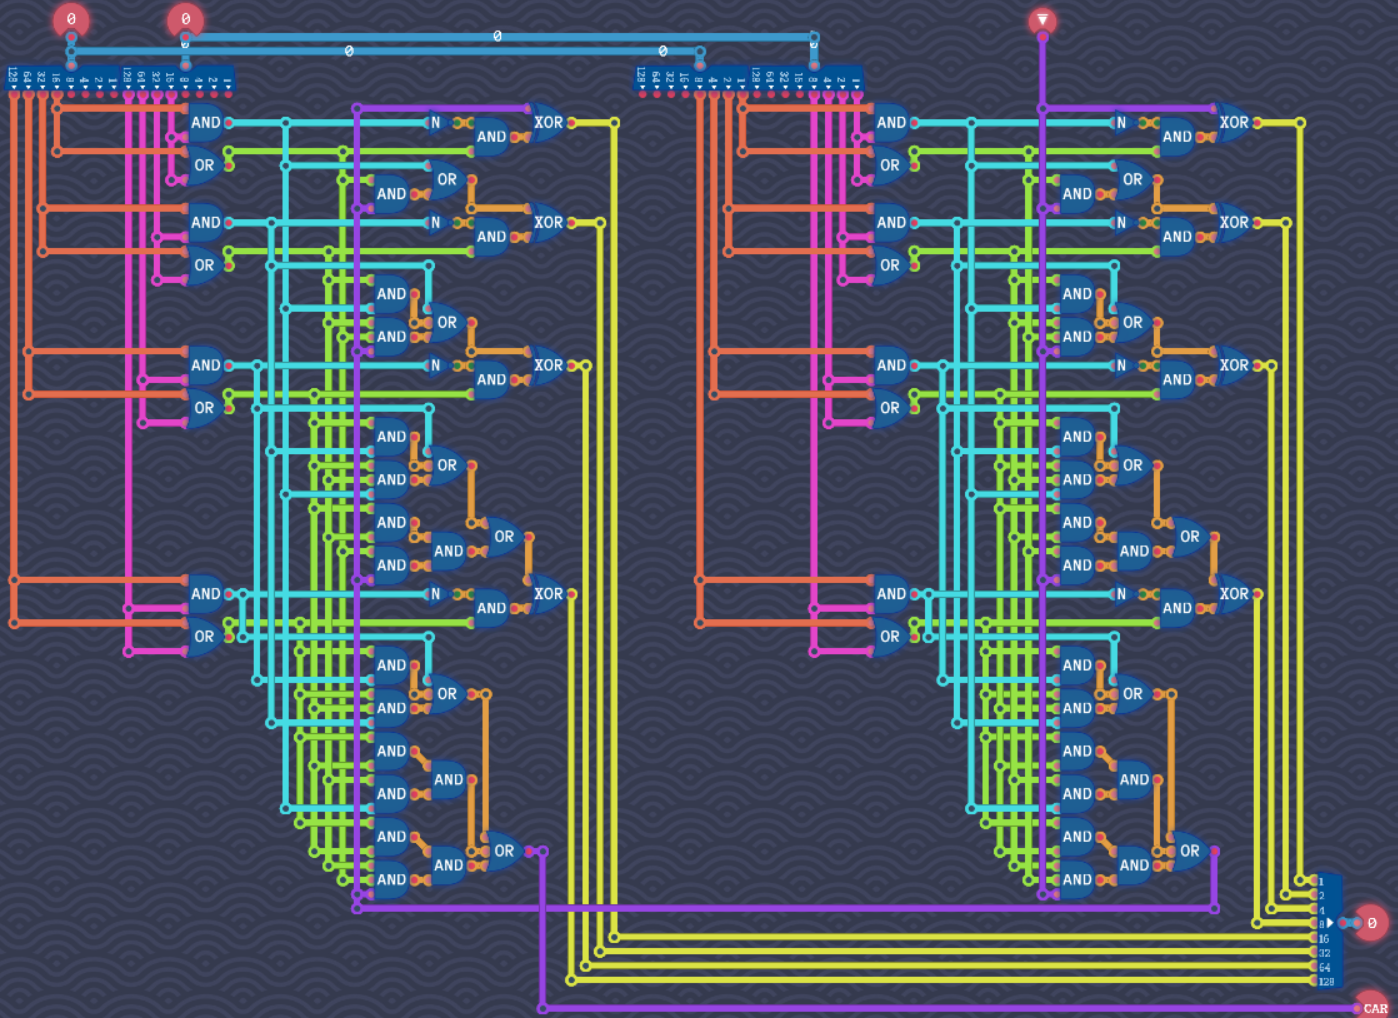 0 0
0
0 0
128 64 32 16 8 4 2 1 128 64 32 16 8 4 2 1 128 64 32 16 8 4 2 1 128 64 32 16 8 4 2 1
AND N XOR AND N XOR
AND AND
OR OR OR OR
AND AND
AND N XOR AND N XOR
AND AND
OR OR
AND AND
OR OR
AND AND
AND N XOR AND N XOR
AND AND
OR OR
AND AND
OR OR
AND AND
AND AND
OR OR
AND AND
AND AND
AND N XOR AND N XOR
AND AND
OR OR
AND AND
OR OR
AND AND
AND AND
AND AND
AND AND
AND AND
OR OR
AND AND
AND AND
1
2
4
8 0
16
32
64
128
CAR